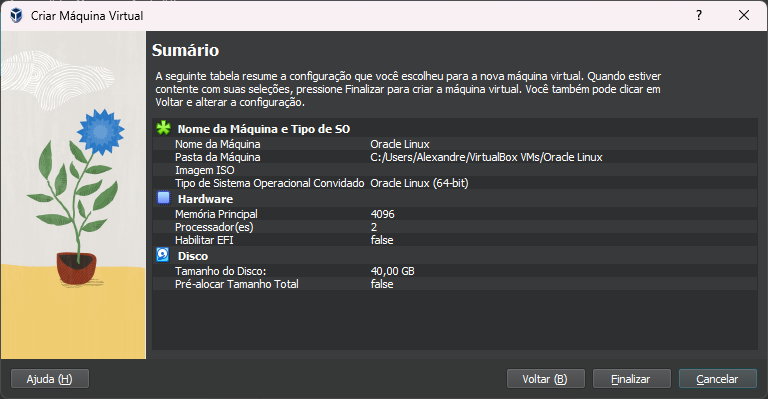 Criar Máquina Virtual
?
Sumário
A seguinte tabela resume a configuração que você escolheu para a nova máquina virtual. Quando estiver
contente com suas seleções, pressione Finalizar para criar a máquina virtual. Você também pode clicar em
Voltar e alterar a configuração.
Nome da Máquina e Tipo de SO
Nome da Máquina Oracle Linux
Pasta da Máquina C:/Users/Alexandre/VirtualBox VMs/Oracle Linux
Imagem ISO
Tipo de Sistema Operacional Convidado Oracle Linux (64-bit)
Hardware
Memória Principal 4096
Processador(es) 2
Habilitar EFI false
Disco
Tamanho do Disco: 40,00 GB
Pré-alocar Tamanho Total false
Ajuda (H) Voltar (B) Finalizar Cancelar